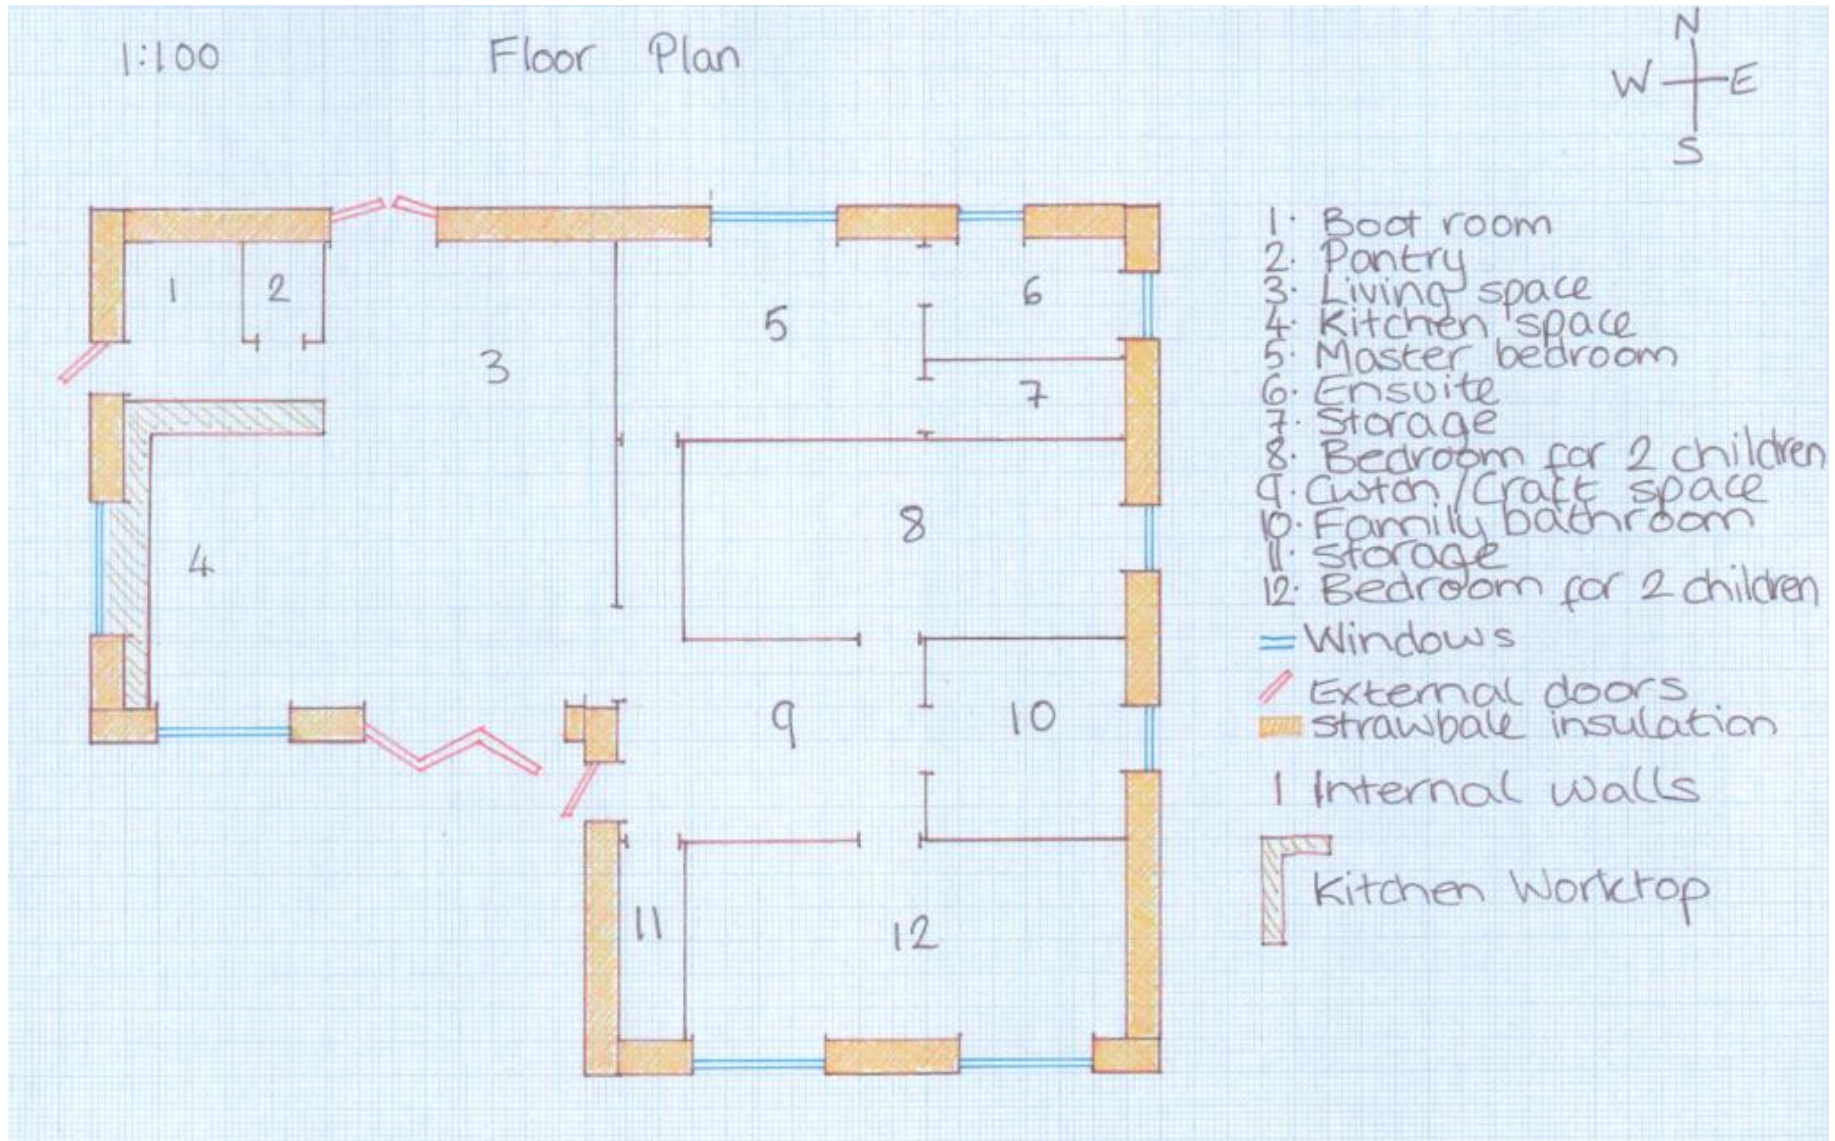 1:100
Floor Plan
N
W E
S
1
2
3
4
5
6
7
8
9
10
11
12
1. Boot room
2. Pantry
3. Living space
4. Kitchen space
5. Master bedroom
6. Ensuite
7. Storage
8. Bedroom for 2 children
9. Cwtch/Craft space
10. Family bathroom
11. Storage
12. Bedroom for 2 children
Windows
External doors
Strawbale insulation
Internal walls
Kitchen Worktop